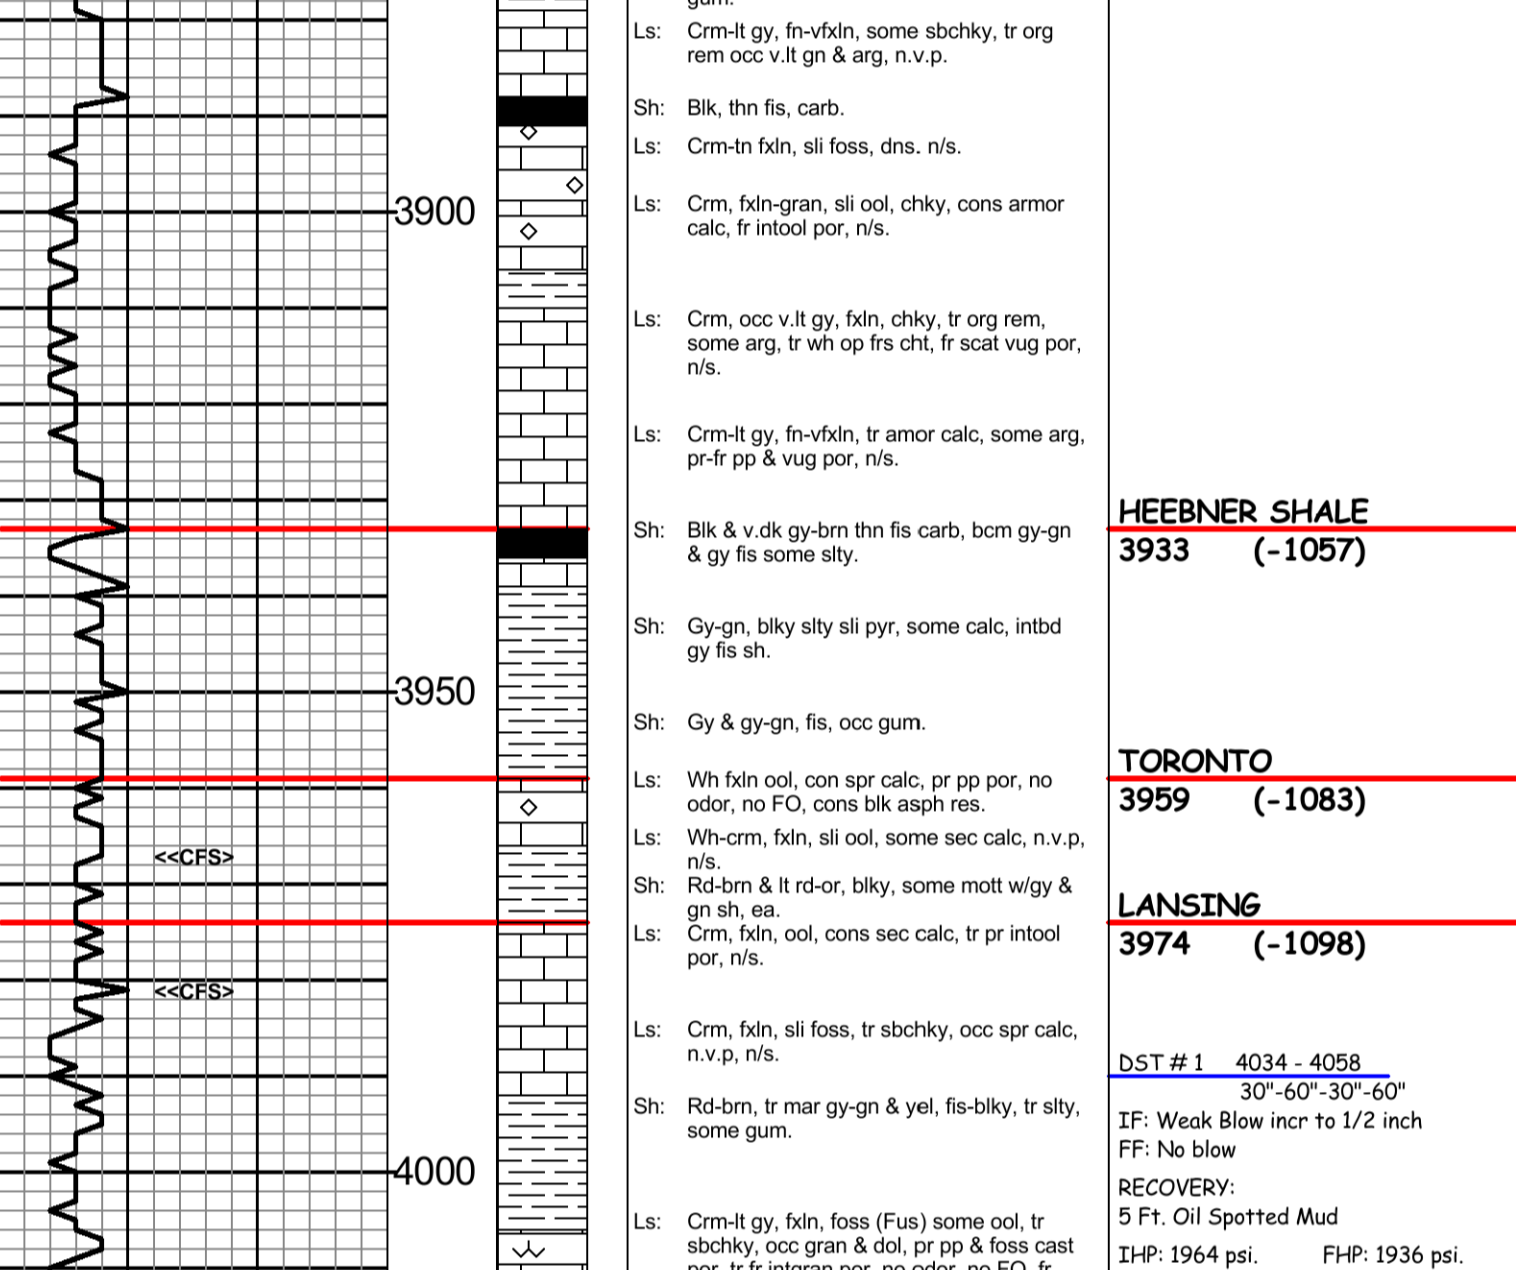 gum.
Ls: Crm-lt gy, fn-vfxln, some sbchky, tr org
rem occ v.lt gn & arg, n.v.p.
Sh: Blk, thn fis, carb.
Ls: Crm-tn fxln, sli foss, dns. n/s.
3900
Ls: Crm, fxln-gran, sli ool, chky, cons armor
calc, fr intool por, n/s.
Ls: Crm, occ v.lt gy, fxln, chky, tr org rem,
some arg, tr wh op frs cht, fr scat vug por,
n/s.
Ls: Crm-lt gy, fn-vfxln, tr amor calc, some arg,
pr-fr pp & vug por, n/s.
HEEBNER SHALE
3933 (-1057)
Sh: Blk & v.dk gy-brn thn fis carb, bcm gy-gn
& gy fis some slty.
Sh: Gy-gn, blky slty sli pyr, some calc, intbd
gy fis sh.
3950
Sh: Gy & gy-gn, fis, occ gum.
TORONTO
3959 (-1083)
Ls: Wh fxln ool, con spr calc, pr pp por, no
odor, no FO, cons blk asph res.
Ls: Wh-crm, fxln, sli ool, some sec calc, n.v.p,
n/s.
<<CFS>
Sh: Rd-brn & lt rd-or, blky, some mott w/gy &
gn sh, ea.
LANSING
3974 (-1098)
Ls: Crm, fxln, ool, cons sec calc, tr pr intool
por, n/s.
<<CFS>
Ls: Crm, fxln, sli foss, tr sbchky, occ spr calc,
n.v.p, n/s.
DST # 1 4034 - 4058
30"-60"-30"-60"
Sh: Rd-brn, tr mar gy-gn & yel, fis-blky, tr slty,
some gum.
IF: Weak Blow incr to 1/2 inch
FF: No blow
4000
RECOVERY:
5 Ft. Oil Spotted Mud
Ls: Crm-lt gy, fxln, foss (Fus) some ool, tr
sbchky, occ gran & dol, pr pp & foss cast
por, tr fr intgran por, no odor, no FO, fr
IHP: 1964 psi. FHP: 1936 psi.